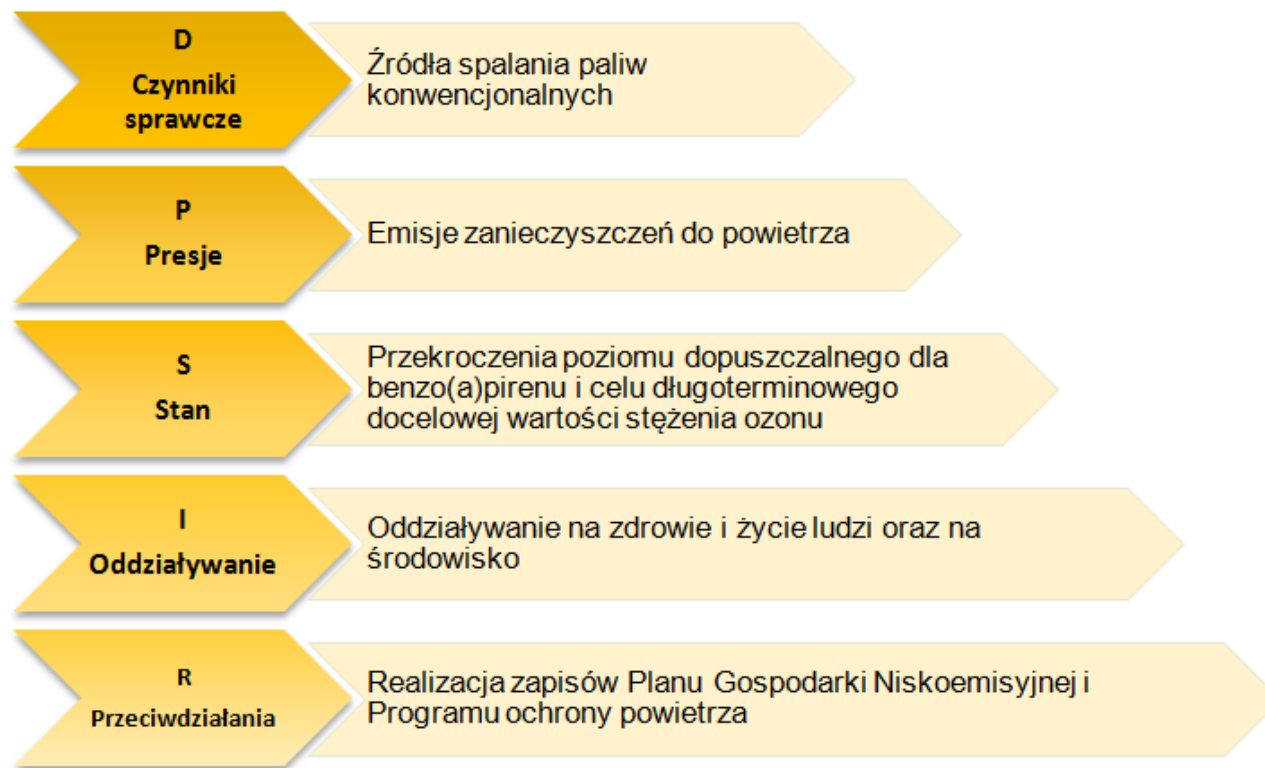 D
Czynniki
sprawcze
Źródła spalania paliw
konwencjonalnych
P
Presje
Emisje zanieczyszczeń do powietrza
S
Stan
Przekroczenia poziomu dopuszczalnego dla
benzo(a)pirenu i celu długoterminowego
docelowej wartości stężenia ozonu
I
Oddziaływanie
Oddziaływanie na zdrowie i życie ludzi oraz na
środowisko
R
Przeciwdziałania
Realizacja zapisów Planu Gospodarki Niskoemisyjnej i
Programu ochrony powietrza